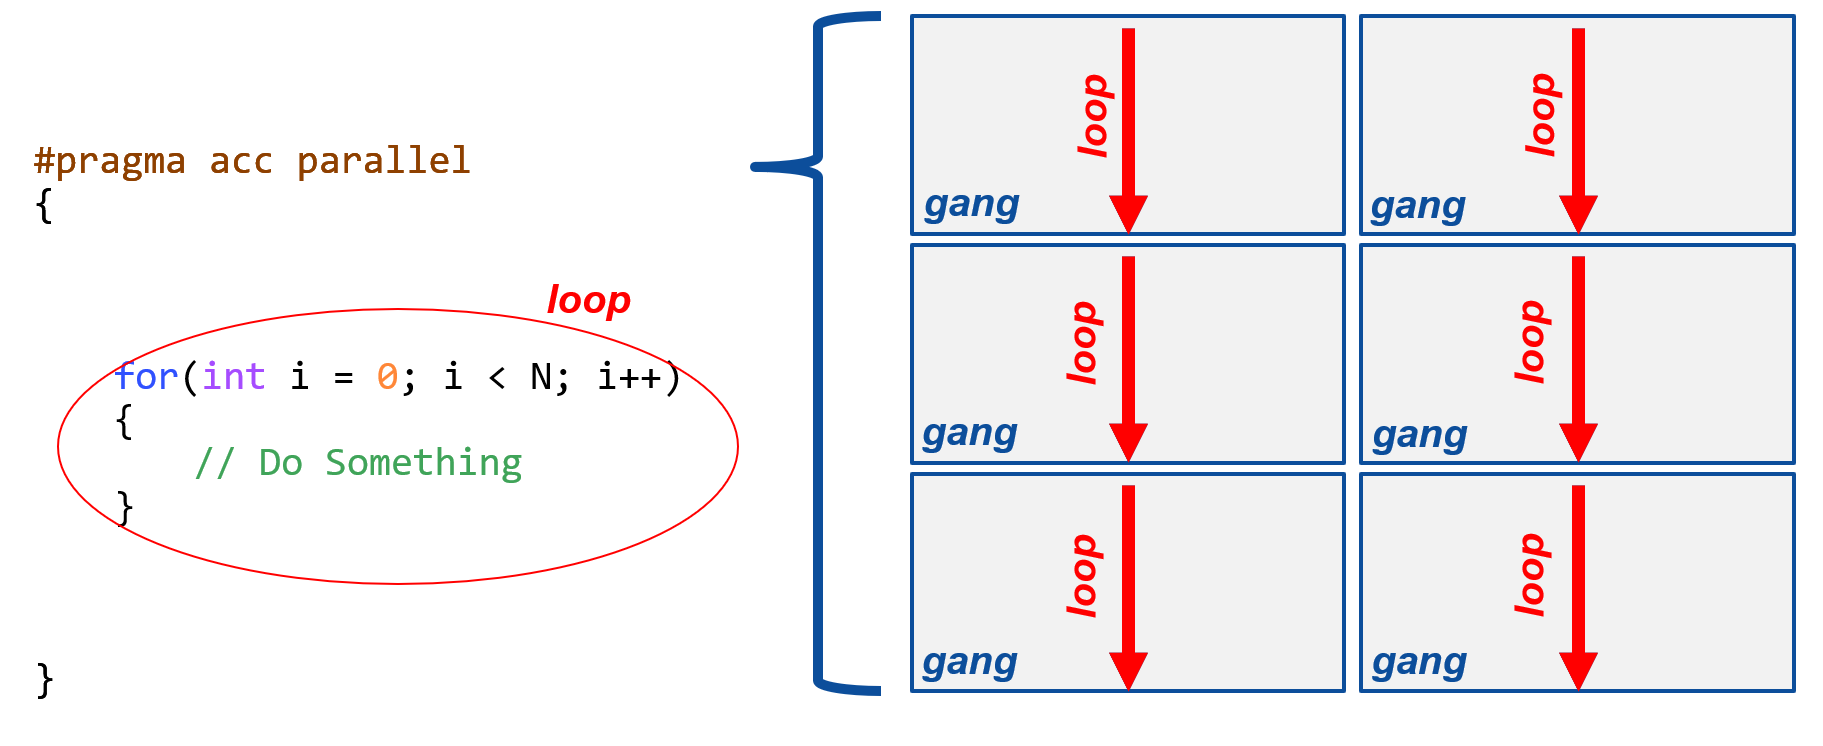 #pragma acc parallel
{
loop
for(int i = 0; i < N; i++)
{
// Do Something
}
}
loop
gang
loop
gang
loop
gang
loop
gang
loop
gang
loop
gang